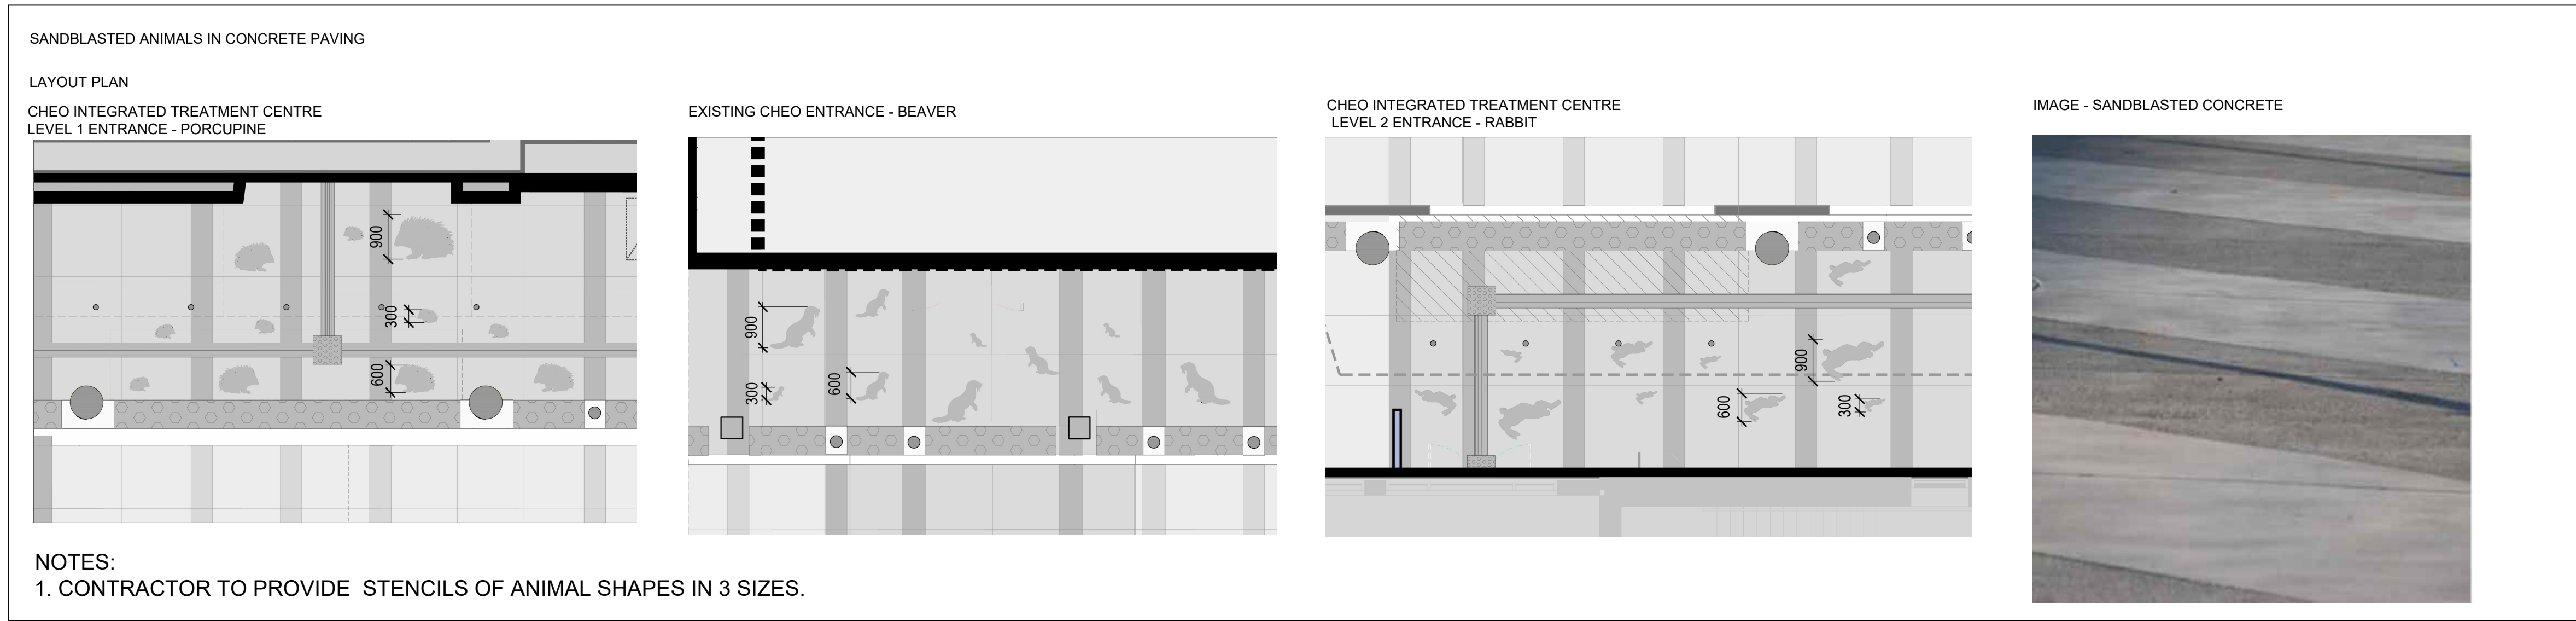 SANDBLASTED ANIMALS IN CONCRETE PAVING
LAYOUT PLAN
CHEO INTEGRATED TREATMENT CENTRE
LEVEL 1 ENTRANCE - PORCUPINE
900
300
600
EXISTING CHEO ENTRANCE - BEAVER
900
300
600
CHEO INTEGRATED TREATMENT CENTRE
LEVEL 2 ENTRANCE - RABBIT
900
600
300
IMAGE - SANDBLASTED CONCRETE
NOTES:
1. CONTRACTOR TO PROVIDE  STENCILS OF ANIMAL SHAPES IN 3 SIZES.